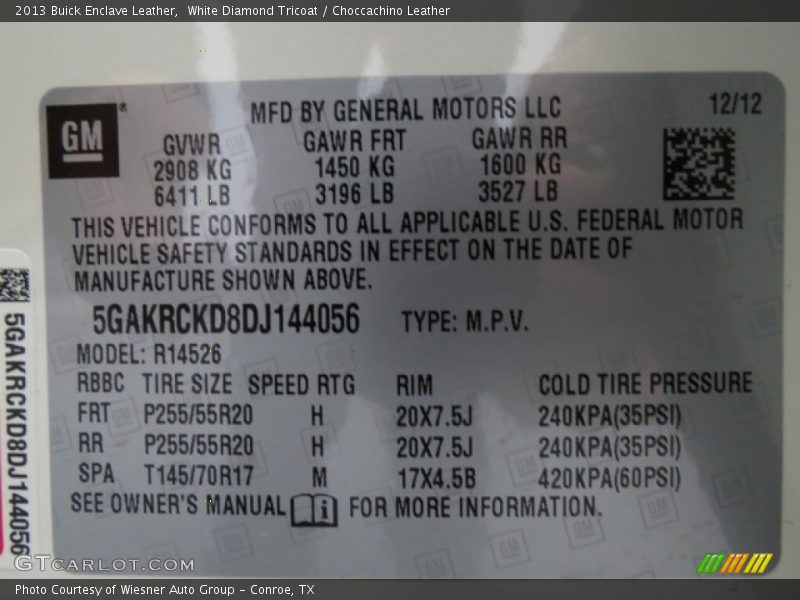 2013 Buick Enclave Leather,  White Diamond Tricoat / Choccachino Leather
GM®
MFD BY GENERAL MOTORS LLC 12/12
GVWR GAWR FRT GAWR RR
2908 KG 1450 KG 1600 KG
6411 LB 3196 LB 3527 LB
THIS VEHICLE CONFORMS TO ALL APPLICABLE U.S. FEDERAL MOTOR
VEHICLE SAFETY STANDARDS IN EFFECT ON THE DATE OF
MANUFACTURE SHOWN ABOVE.
5GAKRCKD8DJ144056 TYPE: M.P.V.
MODEL: R14526
RBBC TIRE SIZE SPEED RTG RIM COLD TIRE PRESSURE
FRT P255/55R20 H 20X7.5J 240KPA(35PSI)
RR P255/55R20 H 20X7.5J 240KPA(35PSI)
SPA T145/70R17 M 17X4.5B 420KPA(60PSI)
SEE OWNER'S MANUAL i FOR MORE INFORMATION.
5GAKRCKD8DJ144056
GTCARLOT.COM
Photo Courtesy of Wiesner Auto Group - Conroe, TX